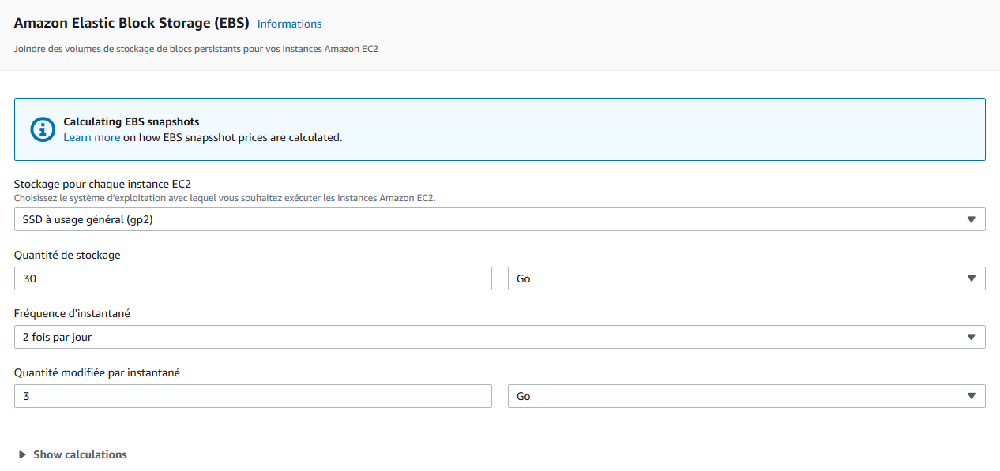 Amazon Elastic Block Storage (EBS) Informations
Joindre des volumes de stockage de blocs persistants pour vos instances Amazon EC2
Calculating EBS snapshots
Learn more on how EBS snapsshot prices are calculated.
Stockage pour chaque instance EC2
Choisissez le système d'exploitation avec lequel vous souhaitez exécuter les instances Amazon EC2.
SSD à usage général (gp2)
Quantité de stockage
30 Go
Fréquence d'instantané
2 fois par jour
Quantité modifiée par instantané
3 Go
Show calculations